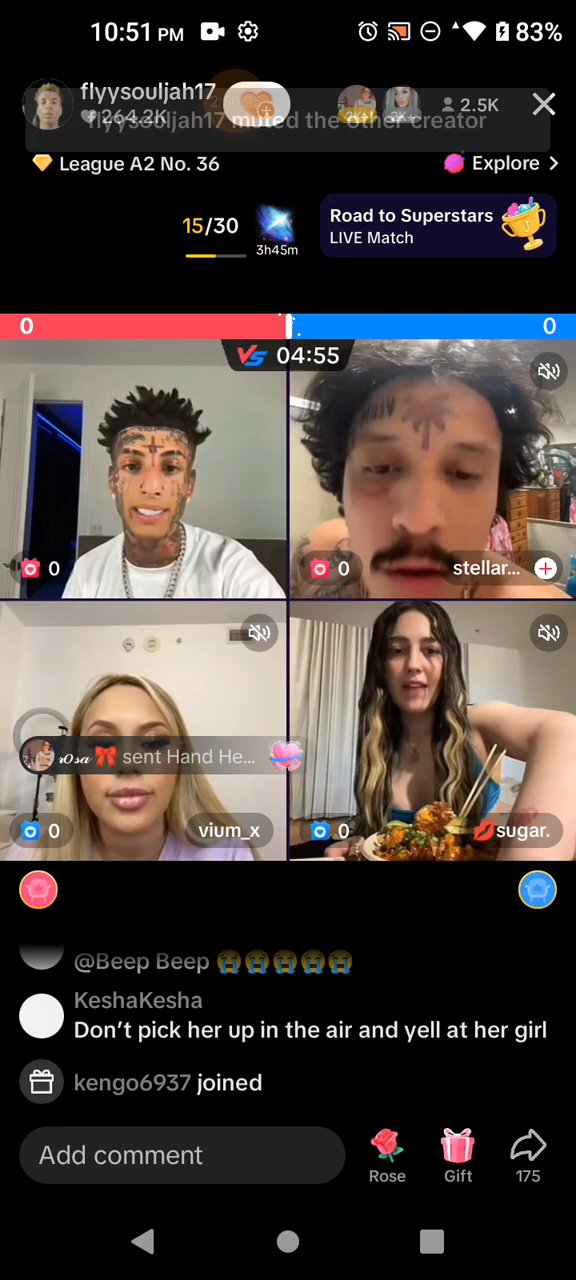 10:51 PM
83%
flyysouljah17
264.2K
2.5K
flyysouljah17 muted the other creator
League A2 No. 36
Explore >
15/30
3h45m
Road to Superstars
LIVE Match
0
0
VS 04:55
0
0
stellar...
r0sa 🎀 sent Hand He...
0
vium_x
0
💋sugar.
@Beep Beep 😭😭😭😭😭
KeshaKesha
Don't pick her up in the air and yell at her girl
kengo6937 joined
Add comment
Rose
Gift
175